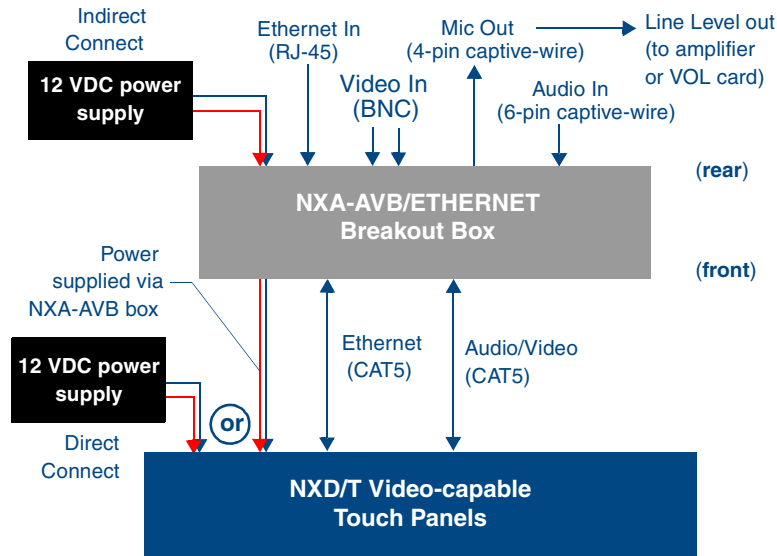 Indirect
Connect
12 VDC power
supply
Ethernet In
(RJ-45)
Video In
(BNC)
Mic Out
(4-pin captive-wire)
Audio In
(6-pin captive-wire)
Line Level out
(to amplifier
or VOL card)
(rear)
NXA-AVB/ETHERNET
Breakout Box
(front)
Power
supplied via
NXA-AVB box
Ethernet
(CAT5)
Audio/Video
(CAT5)
12 VDC power
supply
or
Direct
Connect
NXD/T Video-capable
Touch Panels